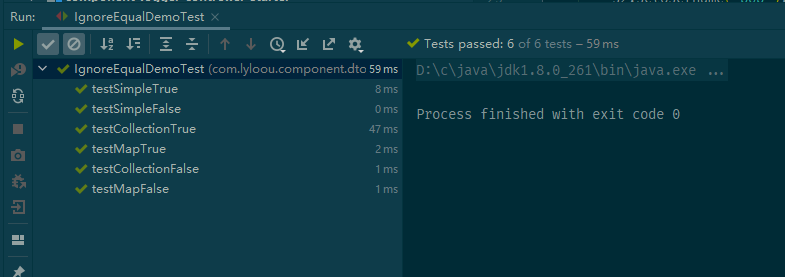 Run: IgnoreEqualDemoTest ×
Tests passed: 6 of 6 tests – 59 ms
IgnoreEqualDemoTest (com.lyloou.component.dto 59 ms
testSimpleTrue 8 ms
testSimpleFalse 0 ms
testCollectionTrue 47 ms
testMapTrue 2 ms
testCollectionFalse 1 ms
testMapFalse 1 ms
D:\c\java\jdk1.8.0_261\bin\java.exe ...
Process finished with exit code 0